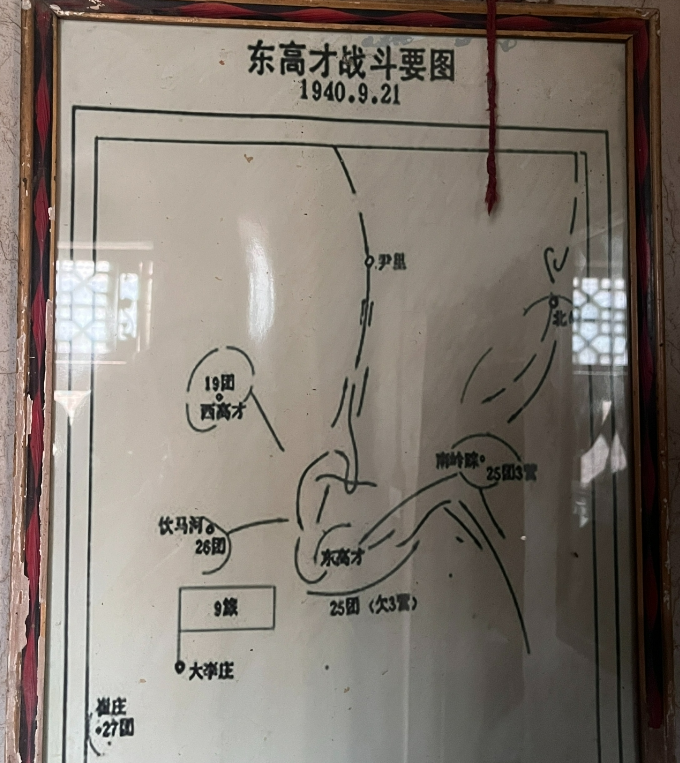 东高才战斗要图
1940.9.21
尹里
北
19团
西高才
南岭踪
25团3营
饮马河
26团
东高才
25团〈欠3营〉
9旅
大李庄
崔庄
27团